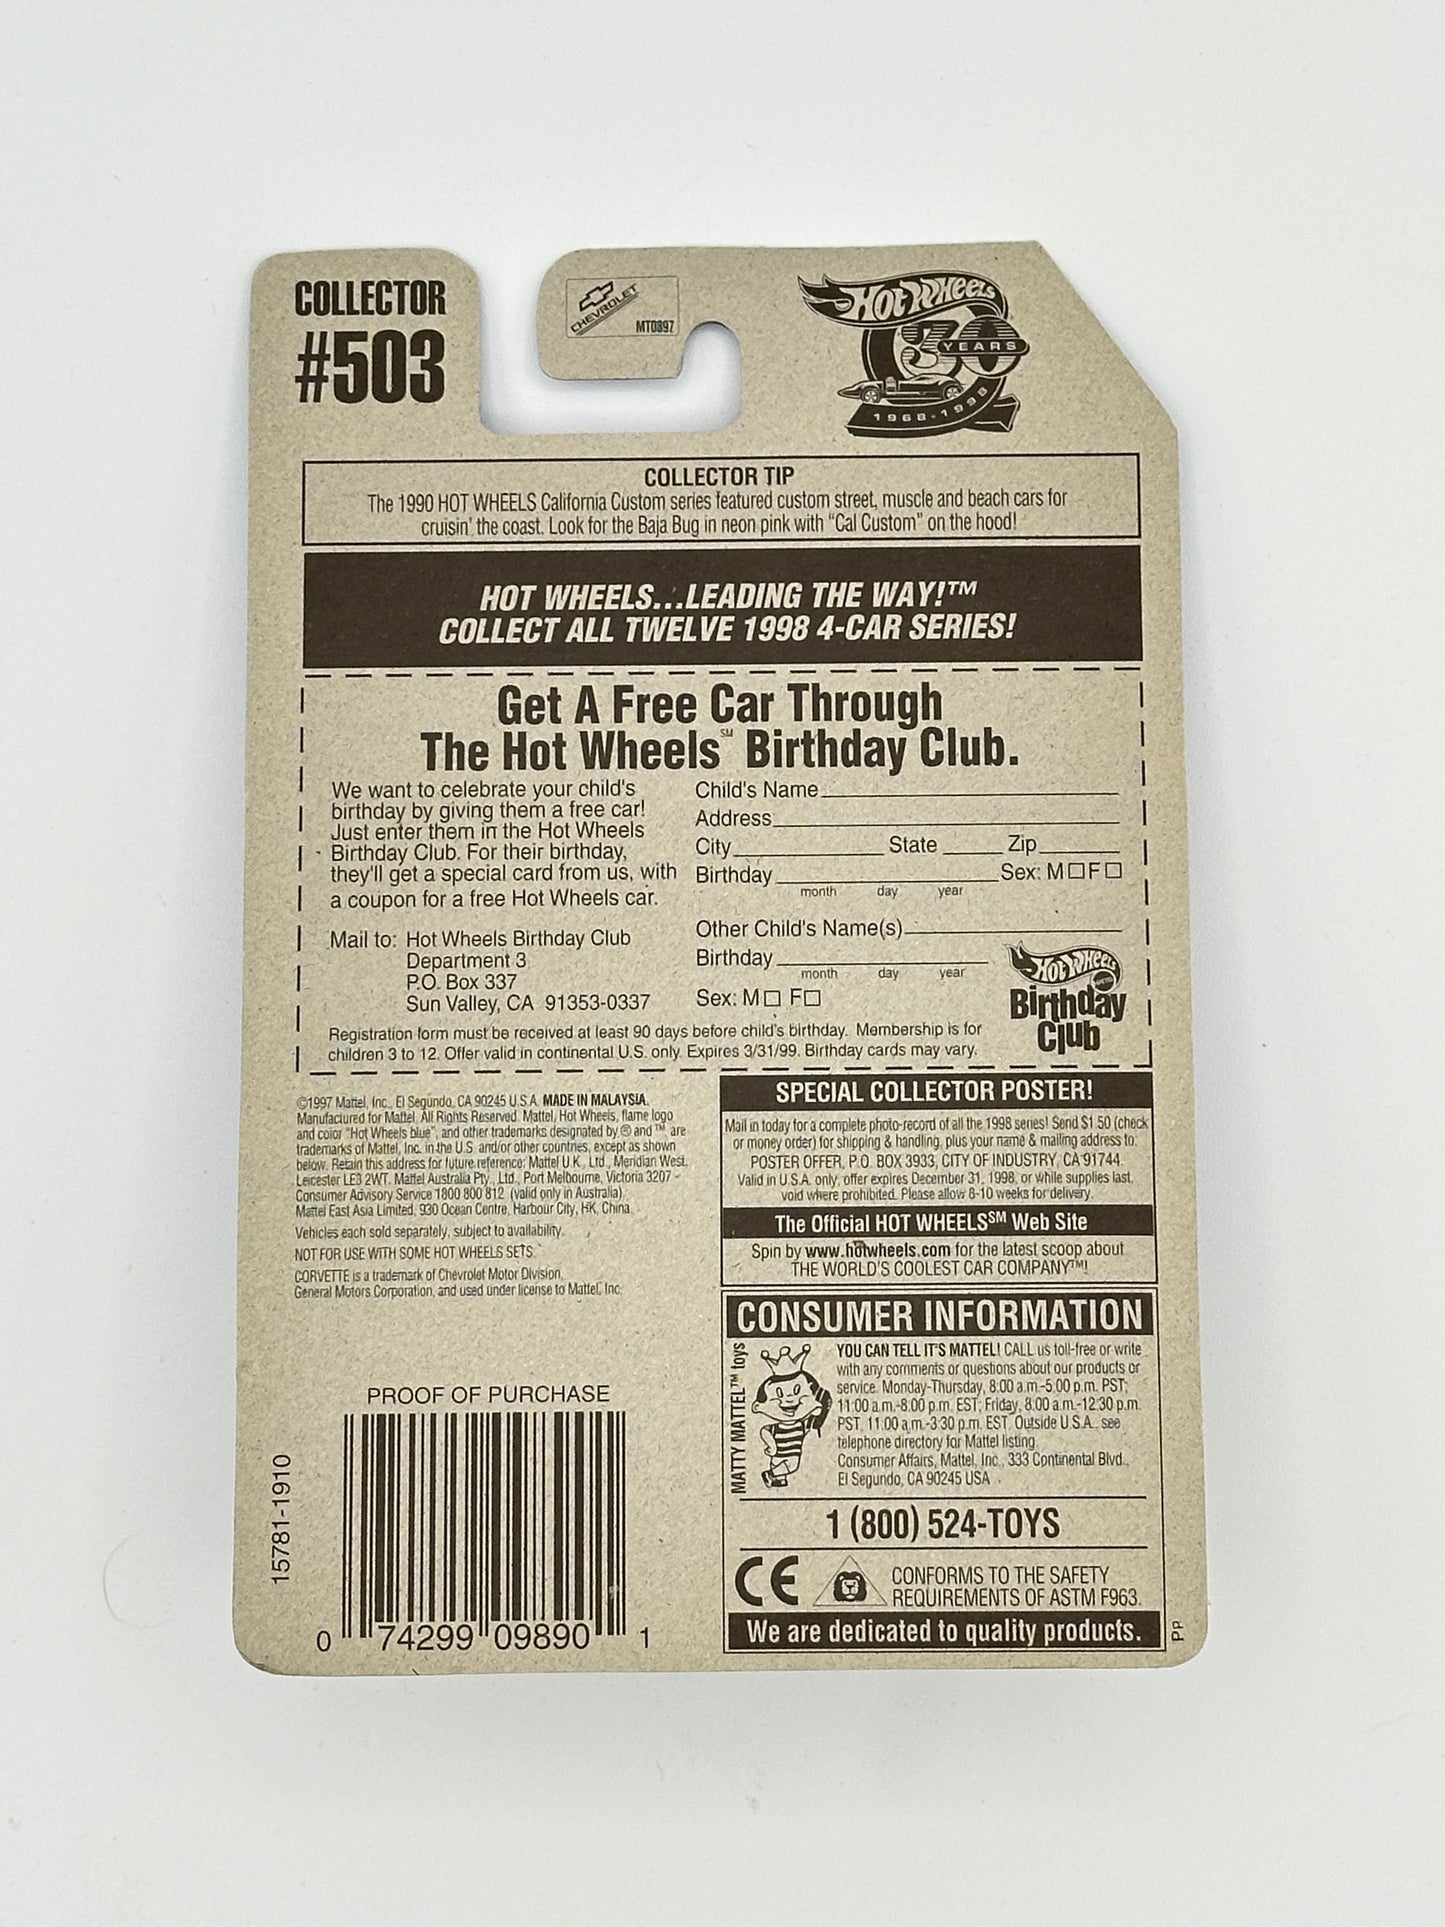 COLLECTOR
#503
CHEVROLET
MT0897
HOT WHEELS
30
YEARS
1968-1998
COLLECTOR TIP
The 1990 HOT WHEELS California Custom series featured custom street, muscle and beach cars for
cruisin' the coast. Look for the Baja Bug in neon pink with "Cal Custom" on the hood!
HOT WHEELS...LEADING THE WAY!™
COLLECT ALL TWELVE 1998 4-CAR SERIES!
Get A Free Car Through
The Hot Wheels℠ Birthday Club.
We want to celebrate your child's
birthday by giving them a free car!
Just enter them in the Hot Wheels
Birthday Club. For their birthday,
they'll get a special card from us, with
a coupon for a free Hot Wheels car.
Mail to: Hot Wheels Birthday Club
Department 3
P.O. Box 337
Sun Valley, CA 91353-0337
Child's Name
Address
City State Zip
Birthday Sex: M☐ F☐
month day year
Other Child's Name(s)
Birthday
month day year
Sex: M☐ F☐
HOT WHEELS
Birthday
Club
Registration form must be received at least 90 days before child's birthday. Membership is for
children 3 to 12. Offer valid in continental U.S. only. Expires 3/31/99. Birthday cards may vary.
©1997 Mattel, Inc., El Segundo, CA 90245 U.S.A. MADE IN MALAYSIA.
Manufactured for Mattel. All Rights Reserved. Mattel, Hot Wheels, flame logo
and color "Hot Wheels blue", and other trademarks designated by ® and ™ are
trademarks of Mattel, Inc. in the U.S. and/or other countries, except as shown
below. Retain this address for future reference: Mattel U.K., Ltd., Meridian West,
Leicester LE3 2WT. Mattel Australia Pty., Ltd., Port Melbourne, Victoria 3207 -
Consumer Advisory Service 1800 800 812 (valid only in Australia).
Mattel East Asia Limited, 930 Ocean Centre, Harbour City, HK, China.
Vehicles each sold separately, subject to availability.
NOT FOR USE WITH SOME HOT WHEELS SETS.
CORVETTE is a trademark of Chevrolet Motor Division,
General Motors Corporation, and used under license to Mattel, Inc.
SPECIAL COLLECTOR POSTER!
Mail in today for a complete photo-record of all the 1998 series! Send $1.50 (check
or money order) for shipping & handling, plus your name & mailing address to:
POSTER OFFER, P.O. BOX 3933, CITY OF INDUSTRY, CA 91744.
Valid in U.S.A. only, offer expires December 31, 1998, or while supplies last,
void where prohibited. Please allow 8-10 weeks for delivery.
The Official HOT WHEELS℠ Web Site
Spin by www.hotwheels.com for the latest scoop about
THE WORLD'S COOLEST CAR COMPANY™!
CONSUMER INFORMATION
MATTY MATTEL™ toys
YOU CAN TELL IT'S MATTEL! CALL us toll-free or write
with any comments or questions about our products or
service. Monday-Thursday, 8:00 a.m.-5:00 p.m. PST;
11:00 a.m.-8:00 p.m. EST; Friday, 8:00 a.m.-12:30 p.m.
PST, 11:00 a.m.-3:30 p.m. EST. Outside U.S.A., see
telephone directory for Mattel listing.
Consumer Affairs, Mattel, Inc., 333 Continental Blvd.,
El Segundo, CA 90245 USA.
1 (800) 524-TOYS
CE
CONFORMS TO THE SAFETY
REQUIREMENTS OF ASTM F963.
We are dedicated to quality products.
PP
PROOF OF PURCHASE
15781-1910
0 74299 09890 1